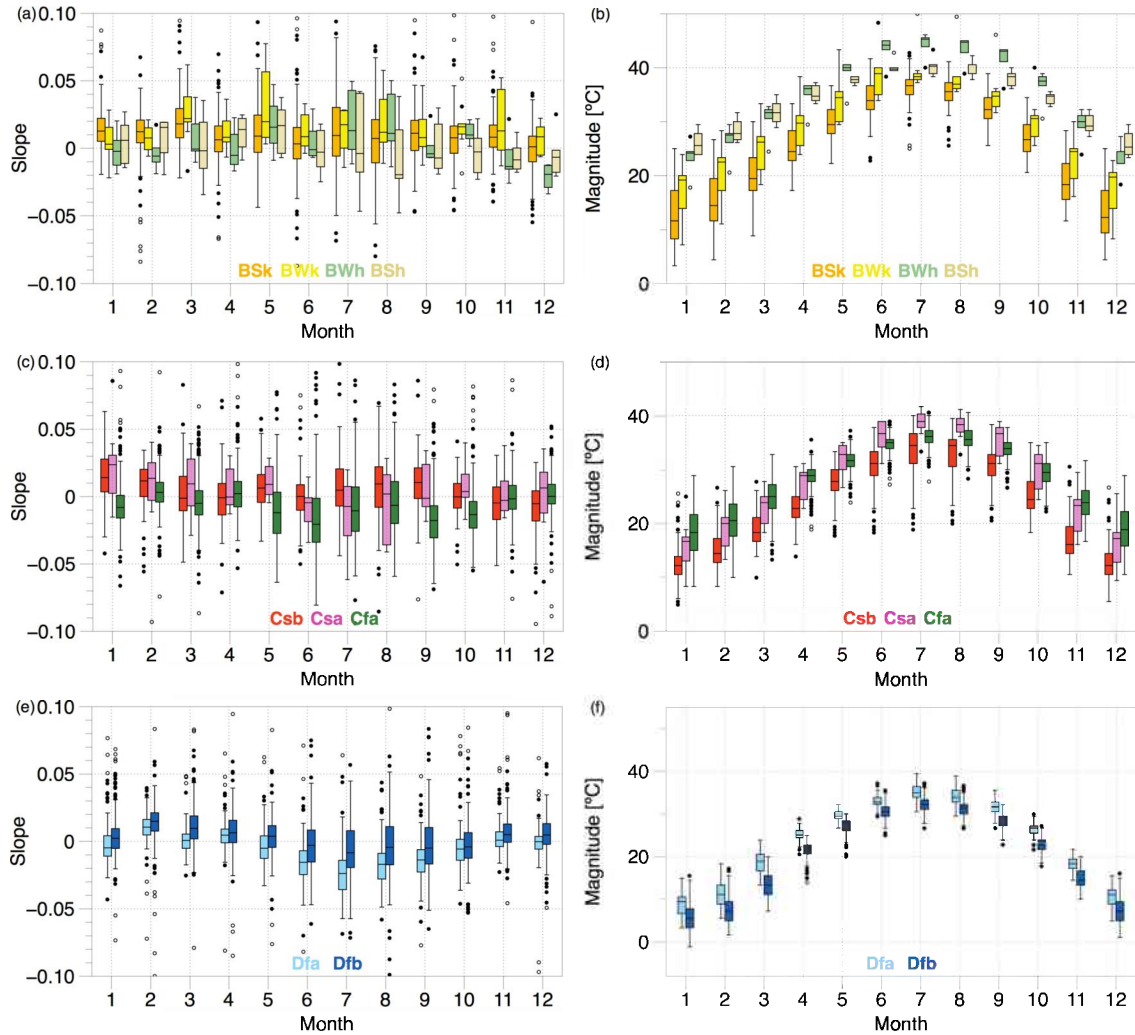 (a)
0.10
0.05
0
−0.05
−0.10
Slope
BSk BWk BWh BSh
1 2 3 4 5 6 7 8 9 10 11 12
Month
(b)
40
20
0
Magnitude [ºC]
BSk BWk BWh BSh
1 2 3 4 5 6 7 8 9 10 11 12
Month
(c)
0.10
0.05
0
−0.05
−0.10
Slope
Csb Csa Cfa
1 2 3 4 5 6 7 8 9 10 11 12
Month
(d)
40
20
0
Magnitude [ºC]
Csb Csa Cfa
1 2 3 4 5 6 7 8 9 10 11 12
Month
(e)
0.10
0.05
0
−0.05
−0.10
Slope
Dfa Dfb
1 2 3 4 5 6 7 8 9 10 11 12
Month
(f)
40
20
0
Magnitude [ºC]
Dfa Dfb
1 2 3 4 5 6 7 8 9 10 11 12
Month